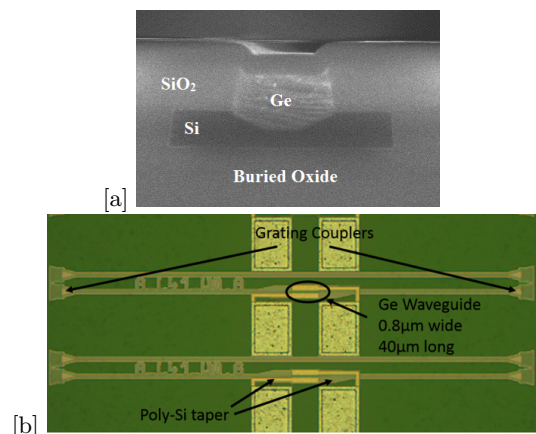 SiO₂
Ge
Si
Buried Oxide
[a]
Grating Couplers
Ge Waveguide
0.8µm wide
40µm long
Poly-Si taper
[b]